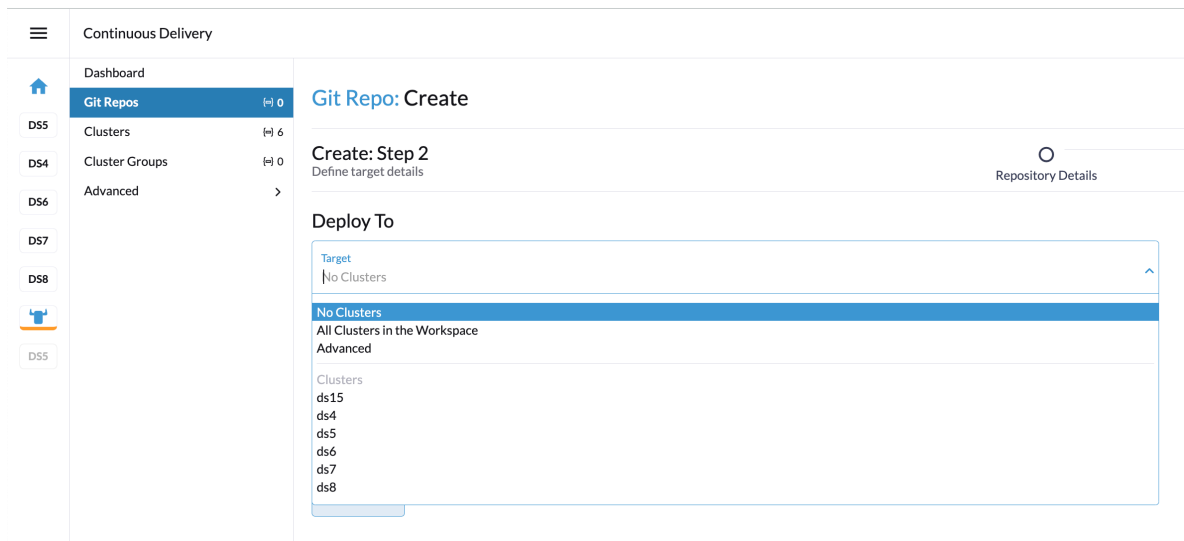 Continuous Delivery
Dashboard
Git Repos 0
Clusters 6
Cluster Groups 0
Advanced
DS5
DS4
DS6
DS7
DS8
DS5
Git Repo: Create
Create: Step 2
Define target details
Repository Details
Deploy To
Target
No Clusters
No Clusters
All Clusters in the Workspace
Advanced
Clusters
ds15
ds4
ds5
ds6
ds7
ds8